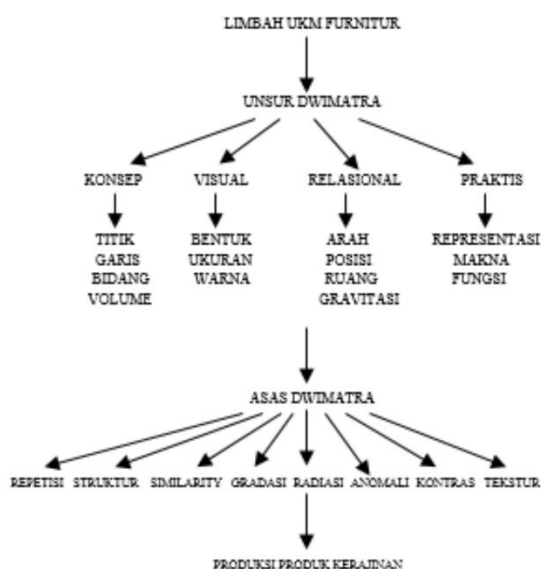 LIMBAH UKM FURNITUR
UNSUR DWIMATRA
KONSEP VISUAL RELASIONAL PRAKTIS
TITIK BENTUK ARAH REPRESENTASI
GARIS UKURAN POSISI MAKNA
BIDANG WARNA RUANG FUNGSI
VOLUME GRAVITASI
ASAS DWIMATRA
REPETISI STRUKTUR SIMILARITY GRADASI RADIASI ANOMALI KONTRAS TEKSTUR
PRODUKSI PRODUK KERAJINAN